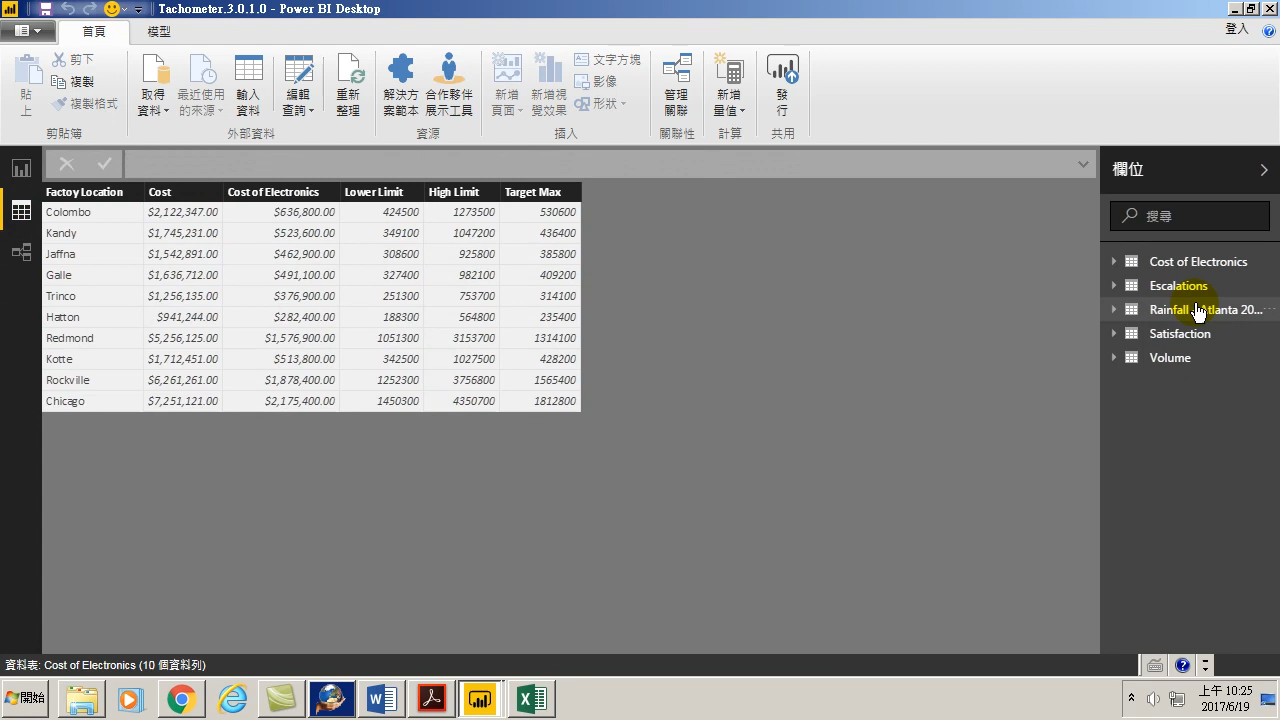 Tachometer.3.0.1.0 - Power BI Desktop
首頁 模型 登入
貼上 剪下 複製 複製格式 剪貼簿
取得資料 最近使用的來源 輸入資料 編輯查詢 重新整理 外部資料
解決方案範本 合作夥伴展示工具 資源
新增頁面 新增視覺效果 文字方塊 影像 形狀 插入
管理關聯 關聯性
新增量值 計算
發行 共用
Factoy Location Cost Cost of Electronics Lower Limit High Limit Target Max
Colombo $2,122,347.00 $636,800.00 424500 1273500 530600
Kandy $1,745,231.00 $523,600.00 349100 1047200 436400
Jaffna $1,542,891.00 $462,900.00 308600 925800 385800
Galle $1,636,712.00 $491,100.00 327400 982100 409200
Trinco $1,256,135.00 $376,900.00 251300 753700 314100
Hatton $941,244.00 $282,400.00 188300 564800 235400
Redmond $5,256,125.00 $1,576,900.00 1051300 3153700 1314100
Kotte $1,712,451.00 $513,800.00 342500 1027500 428200
Rockville $6,261,261.00 $1,878,400.00 1252300 3756800 1565400
Chicago $7,251,121.00 $2,175,400.00 1450300 4350700 1812800
欄位
搜尋
Cost of Electronics
Escalations
Rainfall Atlanta 20...
Satisfaction
Volume
資料表: Cost of Electronics (10 個資料列)
開始
上午 10:25
2017/6/19